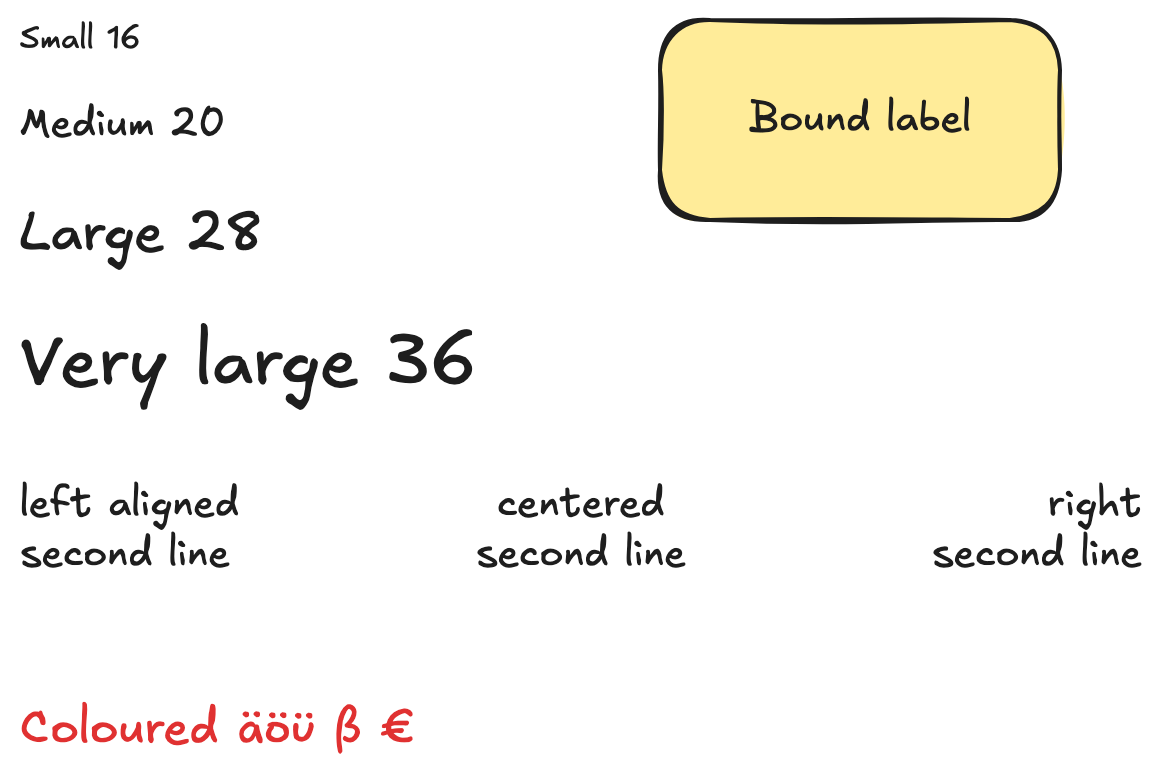 Small 16
Bound label
Medium 20
Large 28
Very large 36
left aligned
second line
centered
second line
right
second line
Coloured äöü ß €